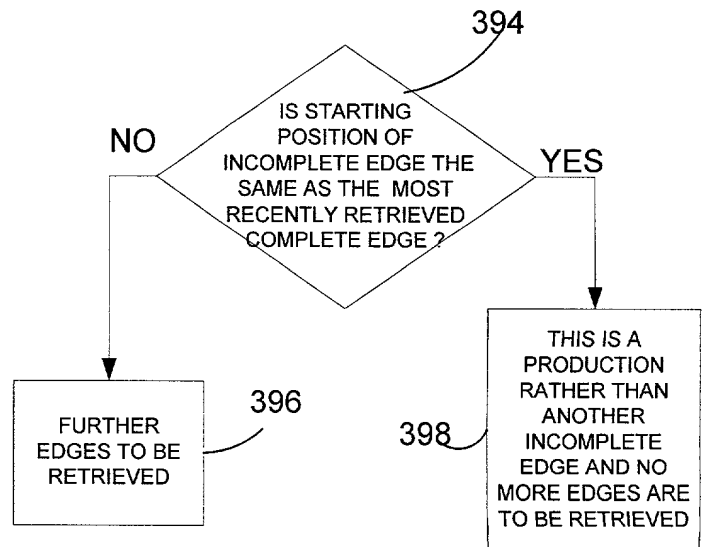 394
IS STARTING
POSITION OF
INCOMPLETE EDGE THE
SAME AS THE MOST
RECENTLY RETRIEVED
COMPLETE EDGE ?
NO
YES
FURTHER
EDGES TO BE
RETRIEVED
396
398
THIS IS A
PRODUCTION
RATHER THAN
ANOTHER
INCOMPLETE
EDGE AND NO
MORE EDGES ARE
TO BE RETRIEVED